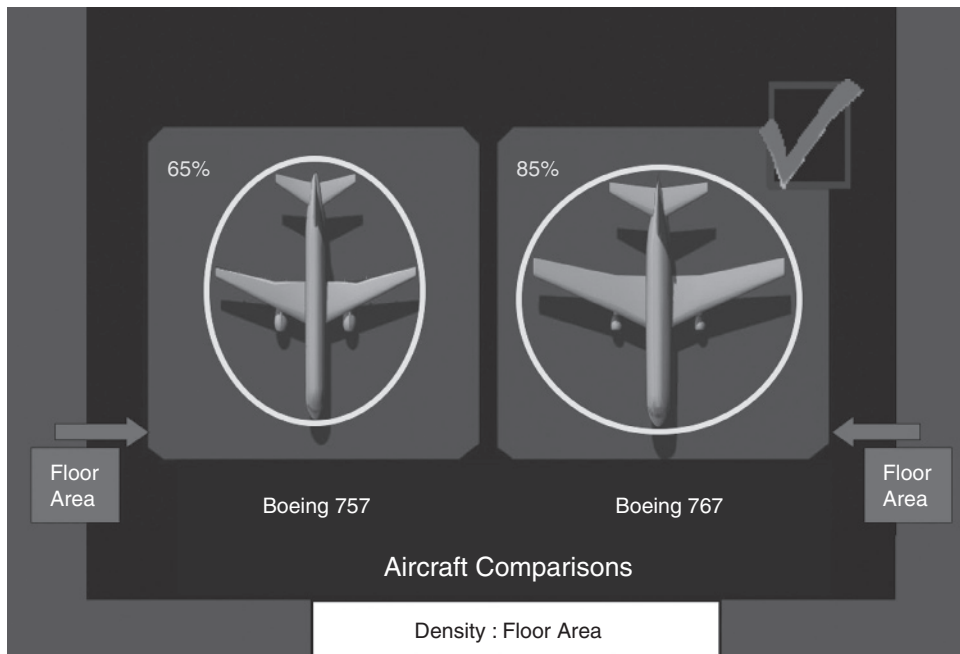 65%
85%
Floor
Area
Floor
Area
Boeing 757
Boeing 767
Aircraft Comparisons
Density : Floor Area